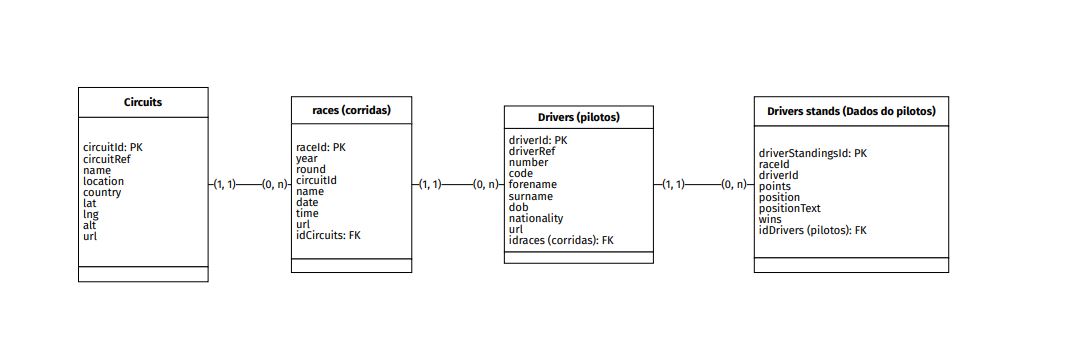 Circuits
circuitId: PK
circuitRef
name
location
country
lat
lng
alt
url
(1, 1)
(0, n)
races (corridas)
raceId: PK
year
round
circuitId
name
date
time
url
idCircuits: FK
(1, 1)
(0, n)
Drivers (pilotos)
driverId: PK
driverRef
number
code
forename
surname
dob
nationality
url
idraces (corridas): FK
(1, 1)
(0, n)
Drivers stands (Dados do pilotos)
driverStandingsId: PK
raceId
driverId
points
position
positionText
wins
idDrivers (pilotos): FK